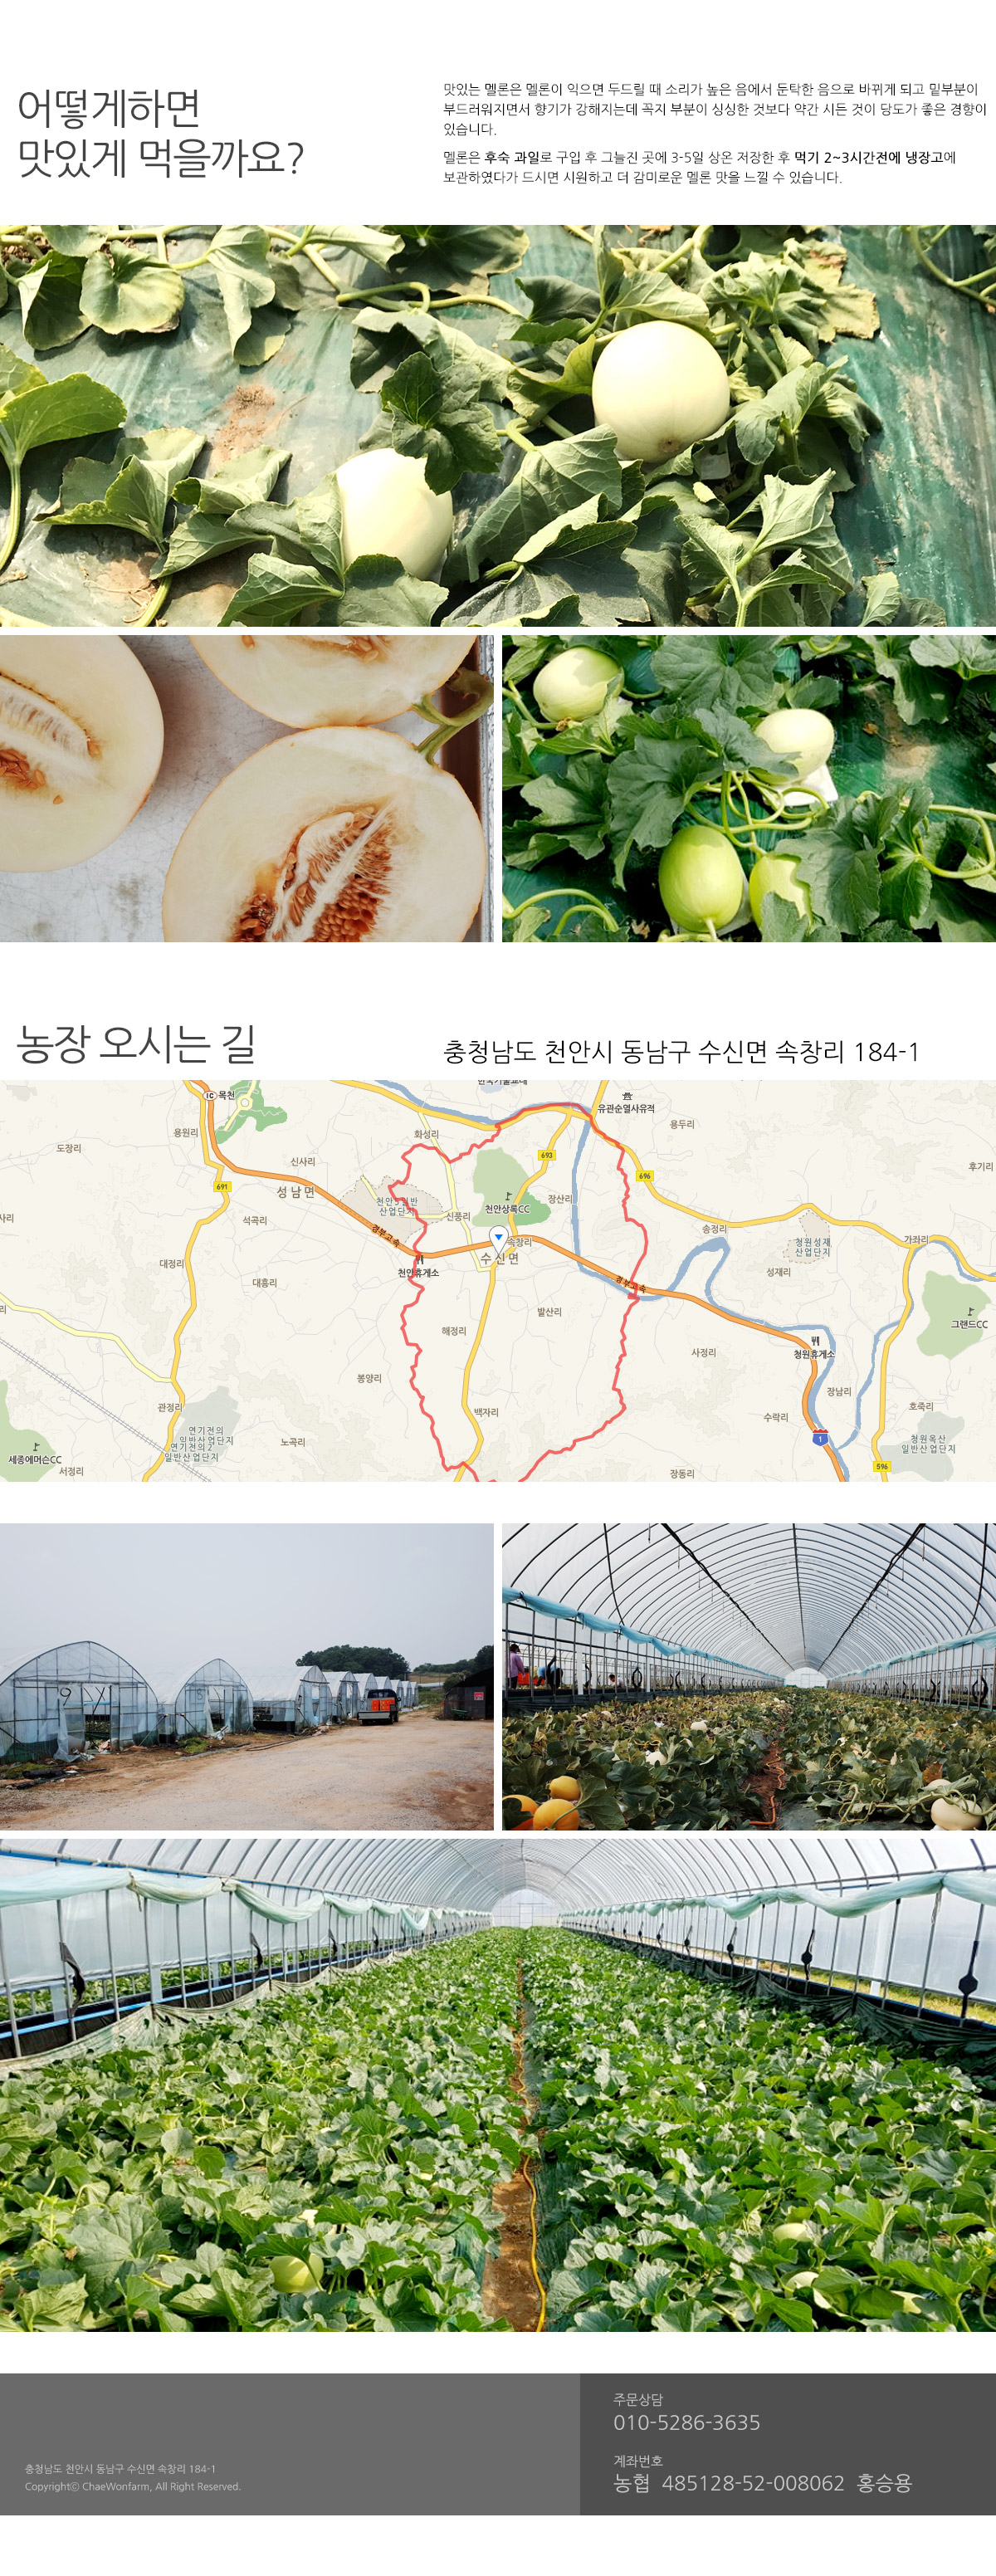 어떻게하면
맛있게 먹을까요?
맛있는 멜론은 멜론이 익으면 두드릴 때 소리가 높은 음에서 둔탁한 음으로 바뀌게 되고 밑부분이
부드러워지면서 향기가 강해지는데 꼭지 부분이 싱싱한 것보다 약간 시든 것이 당도가 좋은 경향이
있습니다.
멜론은 후숙 과일로 구입 후 그늘진 곳에 3-5일 상온 저장한 후 먹기 2~3시간전에 냉장고에
보관하였다가 드시면 시원하고 더 감미로운 멜론 맛을 느낄 수 있습니다.
농장 오시는 길
충청남도 천안시 동남구 수신면 속창리 184-1
IC 목천
유관순열사유적
용원리
화성리
용두리
도장리
693
신사리
696
후기리
691
성남면
천안5일반
산업단지
천안상록CC
장산리
사리
석곡리
신풍리
경부고속
송정리
속창리
청원성재
산업단지
가좌리
대정리
수신면
천안휴게소
성재리
대흥리
경부고속
리
발산리
그랜드CC
해정리
청원휴게소
사정리
봉양리
장남리
관정리
백자리
수락리
호죽리
연기전의
일반산업단지
연기전의2
일반산업단지
노곡리
1
청원옥산
일반산업단지
세종에머슨CC
서정리
장동리
596
9
주문상담
010-5286-3635
계좌번호
농협 485128-52-008062 홍승용
충청남도 천안시 동남구 수신면 속창리 184-1
Copyrightⓒ ChaeWonfarm, All Right Reserved.